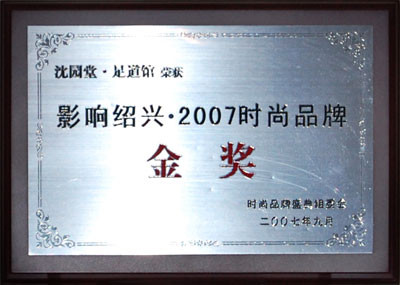 沈园堂·足道馆 荣获
影响绍兴·2007时尚品牌
金奖
时尚品牌盛典组委会
二〇〇七年九月